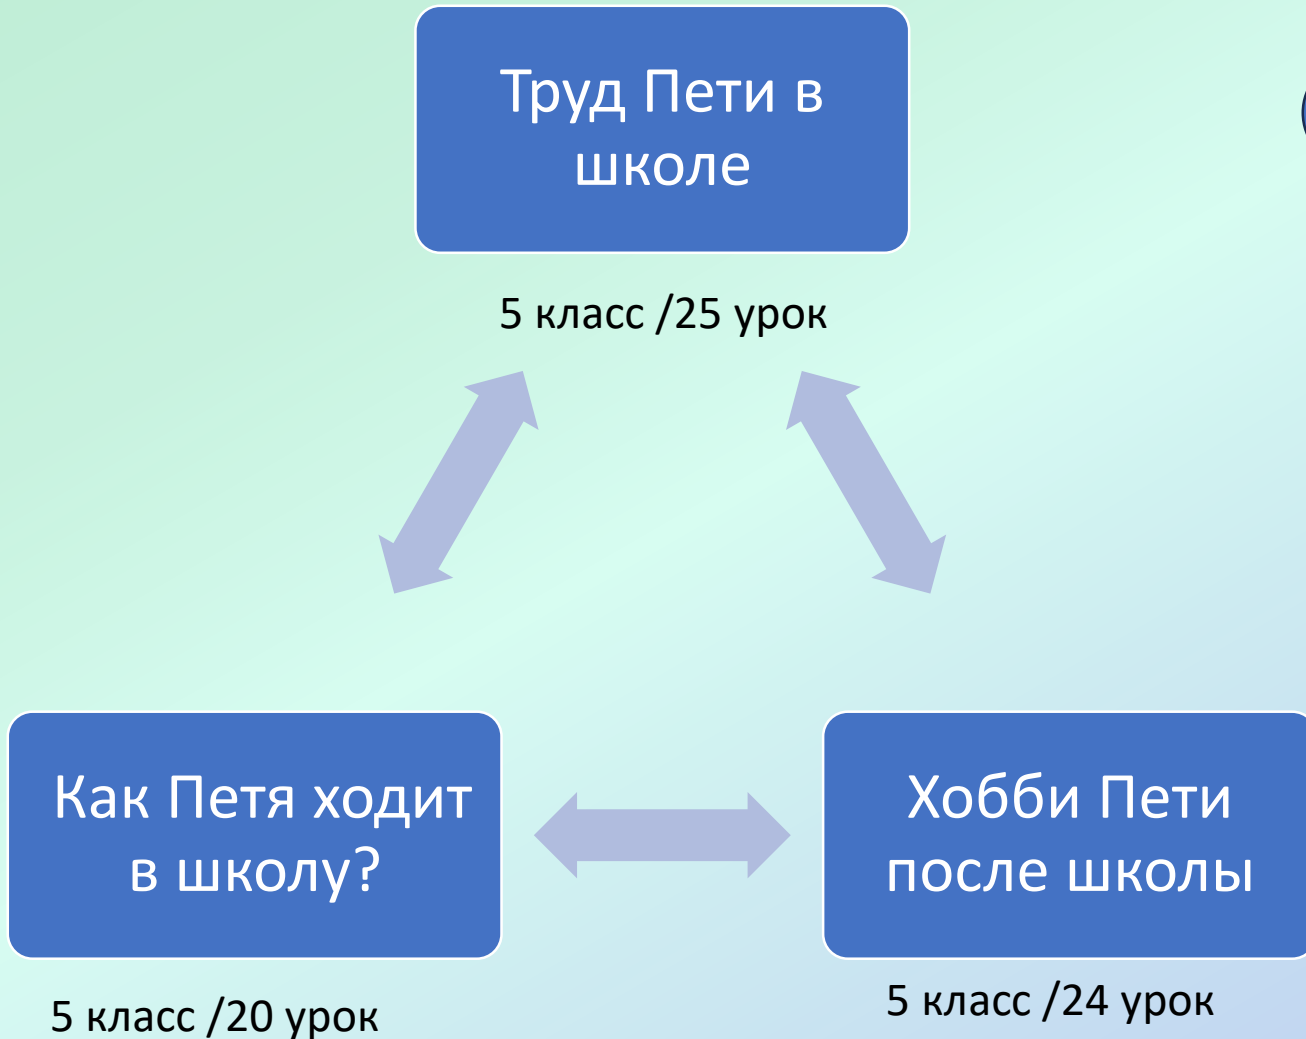 Труд Пети в
школе
5 класс /25 урок
Как Петя ходит
в школу?
5 класс /20 урок
Хобби Пети
после школы
5 класс /24 урок